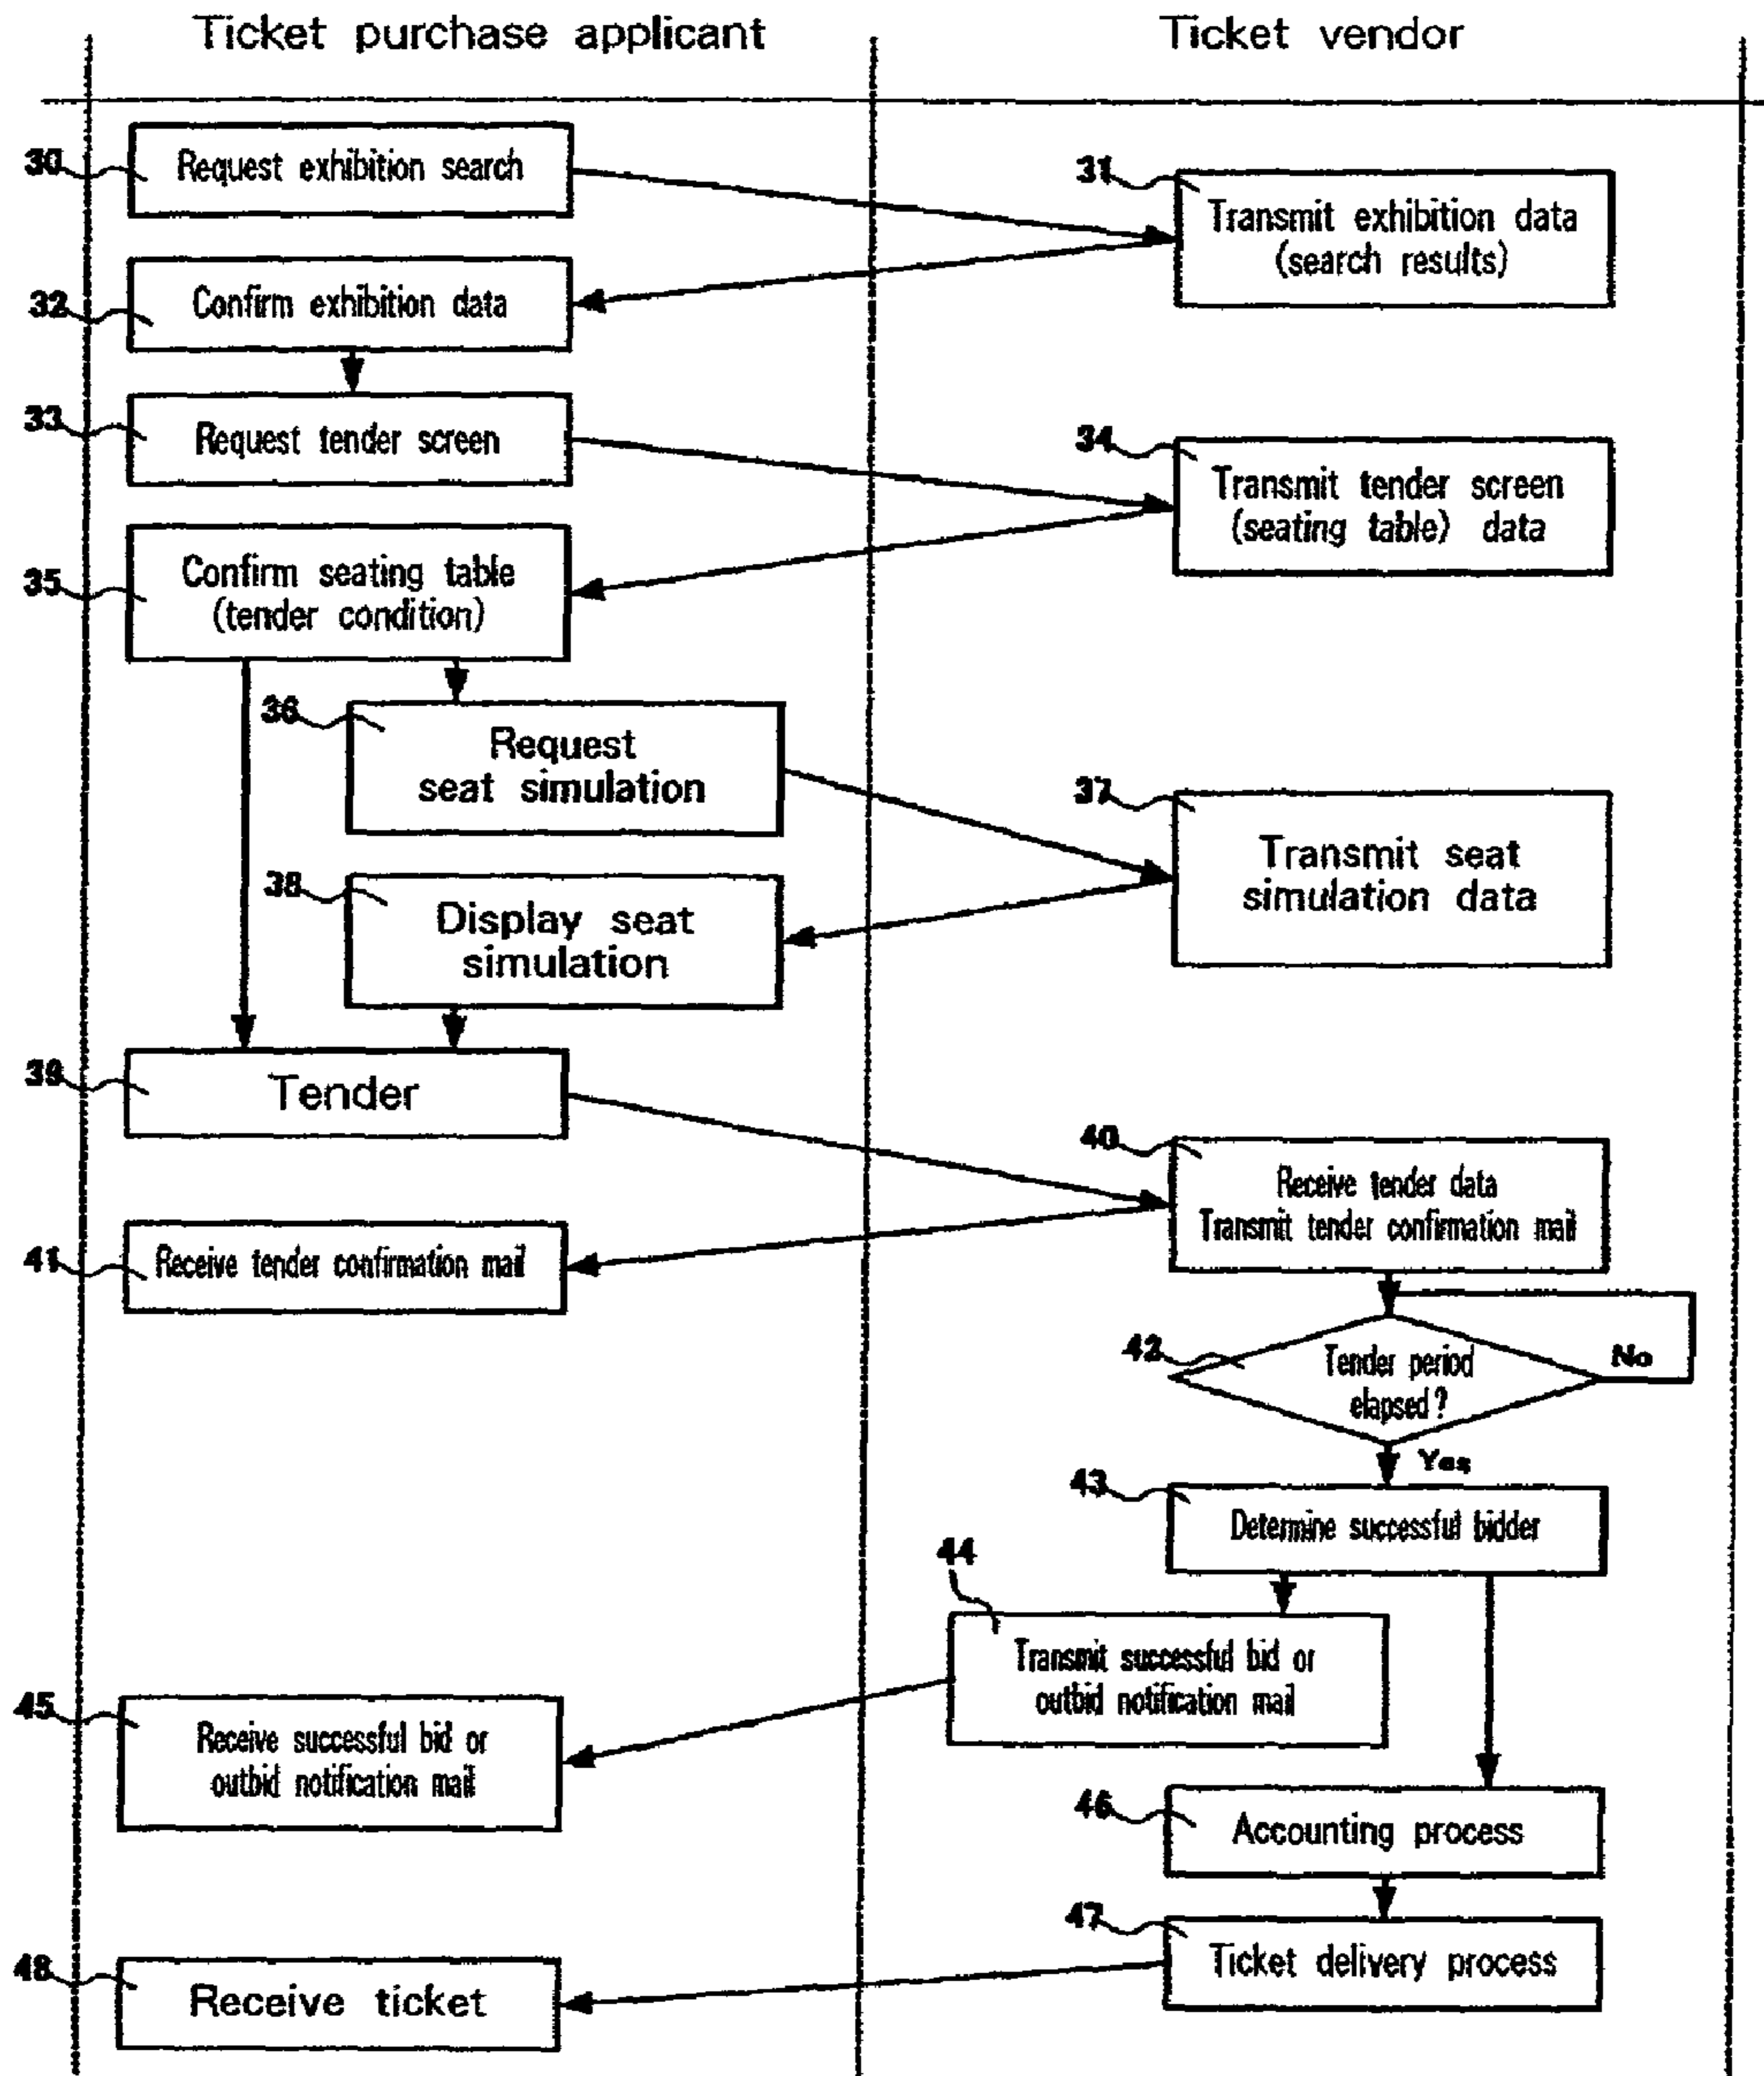 Ticket purchase applicant
Ticket vendor
30
Request exhibition search
31
Transmit exhibition data
(search results)
32
Confirm exhibition data
33
Request tender screen
34
Transmit tender screen
(seating table) data
35
Confirm seating table
(tender condition)
36
Request
seat simulation
37
Transmit seat
simulation data
38
Display seat
simulation
39
Tender
40
Receive tender data
Transmit tender confirmation mail
41
Receive tender confirmation mail
42
Tender period
elapsed?
No
Yes
43
Determine successful bidder
44
Transmit successful bid or
outbid notification mail
45
Receive successful bid or
outbid notification mail
46
Accounting process
47
Ticket delivery process
48
Receive ticket